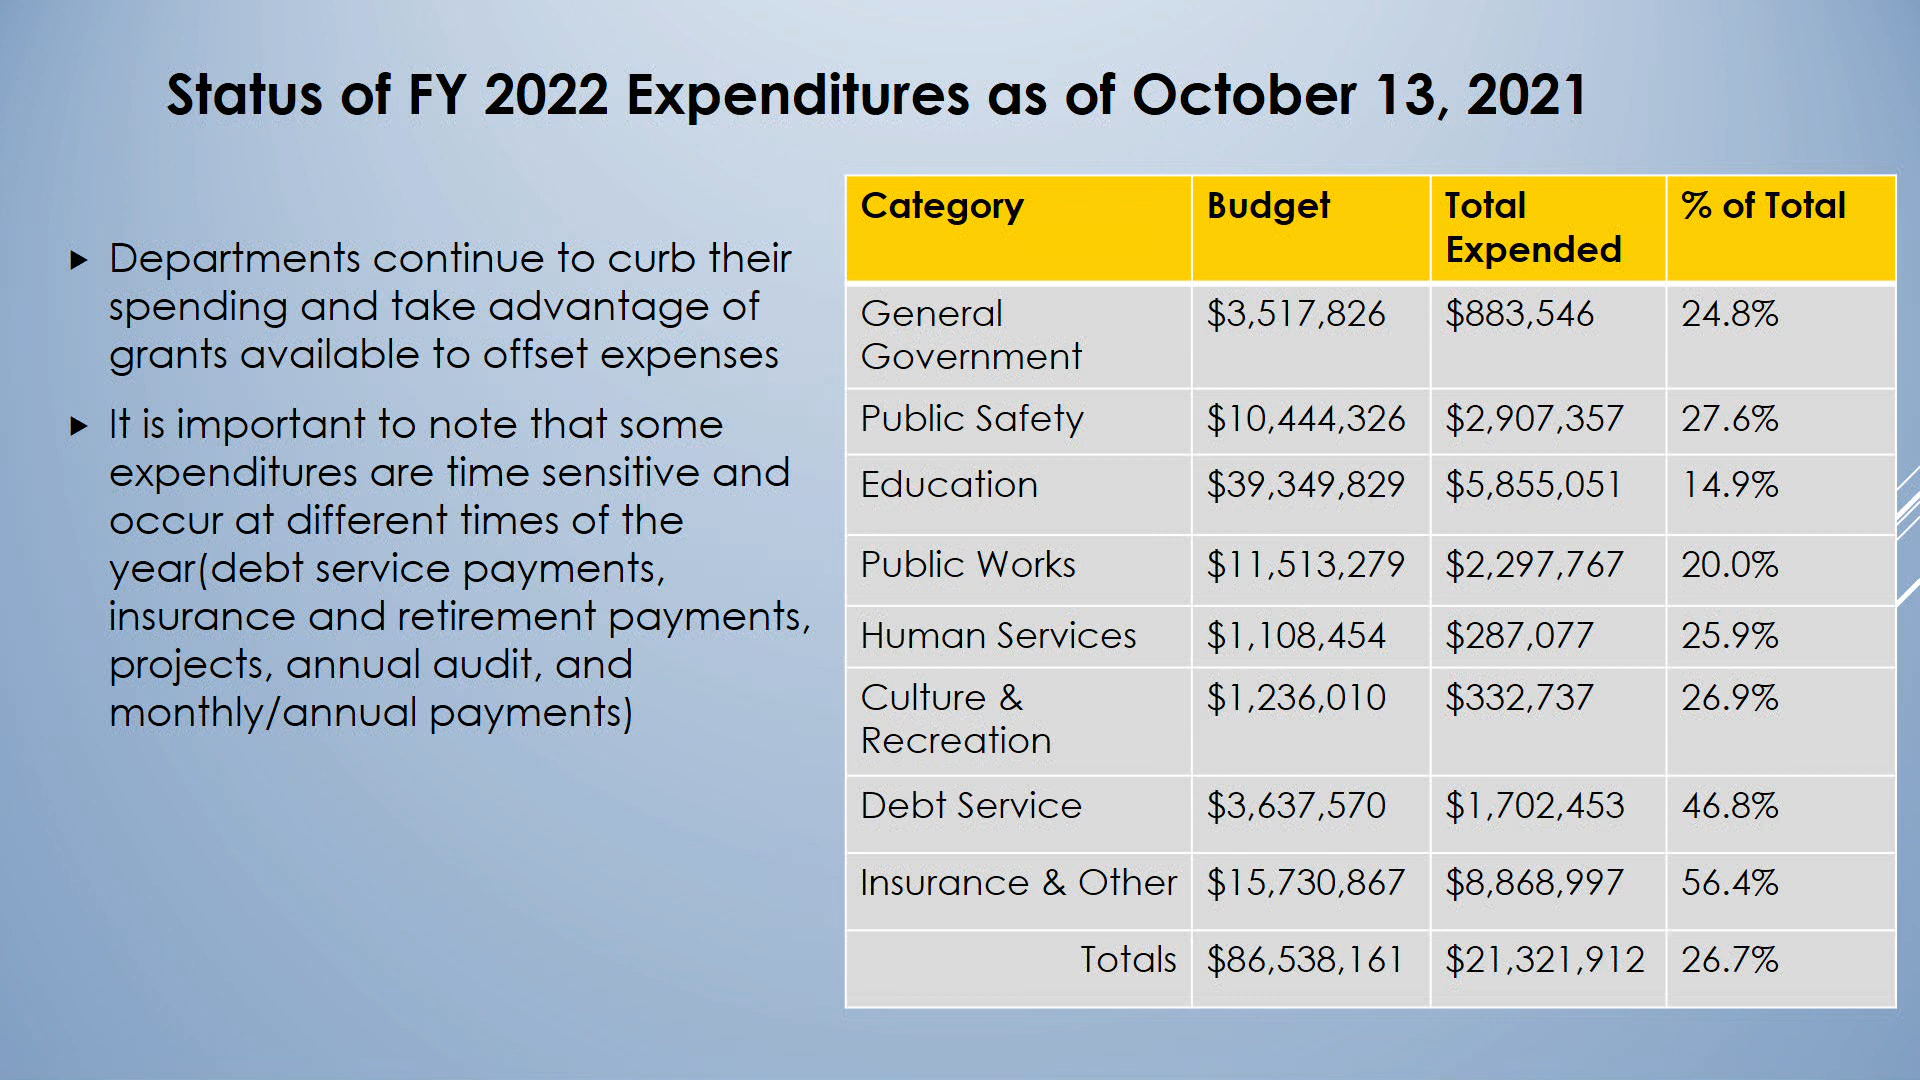 Status of FY 2022 Expenditures as of October 13, 2021
▶ Departments continue to curb their
spending and take advantage of
grants available to offset expenses
▶ It is important to note that some
expenditures are time sensitive and
occur at different times of the
year(debt service payments,
insurance and retirement payments,
projects, annual audit, and
monthly/annual payments)
Category Budget Total Expended % of Total
General Government $3,517,826 $883,546 24.8%
Public Safety $10,444,326 $2,907,357 27.6%
Education $39,349,829 $5,855,051 14.9%
Public Works $11,513,279 $2,297,767 20.0%
Human Services $1,108,454 $287,077 25.9%
Culture & Recreation $1,236,010 $332,737 26.9%
Debt Service $3,637,570 $1,702,453 46.8%
Insurance & Other $15,730,867 $8,868,997 56.4%
Totals $86,538,161 $21,321,912 26.7%